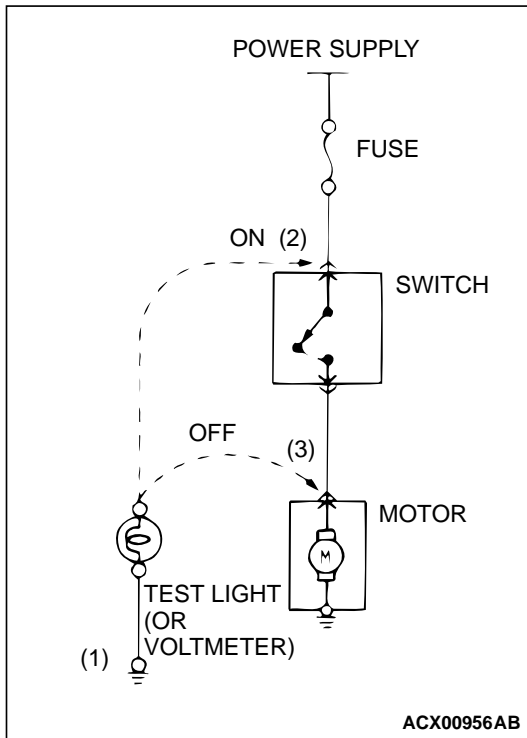 POWER SUPPLY
FUSE
ON (2)
SWITCH
OFF
(3)
MOTOR
M
TEST LIGHT
(OR
VOLTMETER)
(1)
ACX00956AB